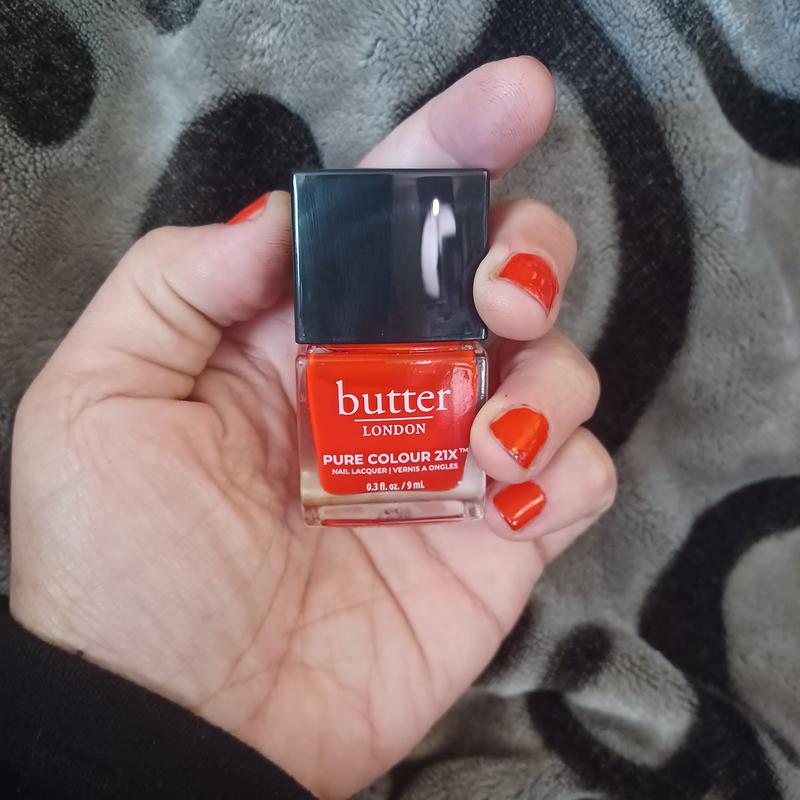 butter
LONDON
PURE COLOUR 21X™
NAIL LACQUER | VERNIS A ONGLES
0.3 fl. oz. / 9 mL